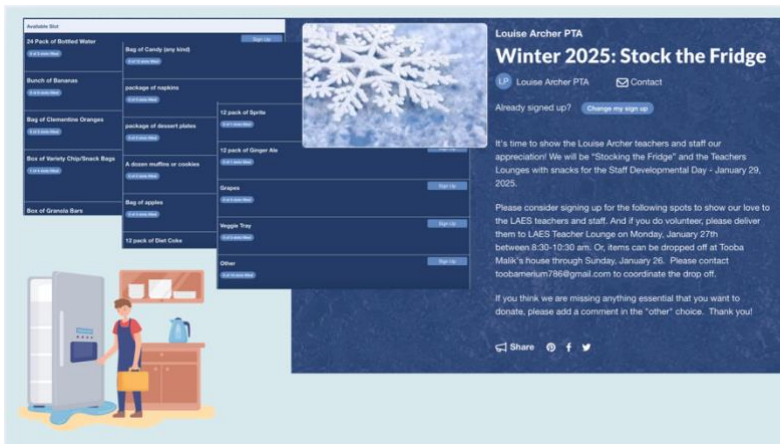 Available Slot
24 Pack of Bottled Water
Sign Up
Bunch of Bananas
Bag of Clementine Oranges
Box of Variety Chip/Snack Bags
Box of Granola Bars
Bag of Candy (any kind)
package of napkins
package of dessert plates
A dozen muffins or cookies
Bag of apples
12 pack of Diet Coke
12 pack of Sprite
12 pack of Ginger Ale
Sign Up
Grapes
Sign Up
Veggie Tray
Sign Up
Other
Sign Up
Louise Archer PTA
Winter 2025: Stock the Fridge
LP Louise Archer PTA Contact
Already signed up? Change my sign up
It's time to show the Louise Archer teachers and staff our
appreciation! We will be "Stocking the Fridge" and the Teachers
Lounges with snacks for the Staff Developmental Day - January 29,
2025.
Please consider signing up for the following spots to show our love to
the LAES teachers and staff. And if you do volunteer, please deliver
them to LAES Teacher Lounge on Monday, January 27th
between 8:30-10:30 am. Or, items can be dropped off at Tooba
Malik's house through Sunday, January 26. Please contact
toobamerium786@gmail.com to coordinate the drop off.
If you think we are missing anything essential that you want to
donate, please add a comment in the "other" choice. Thank you!
Share